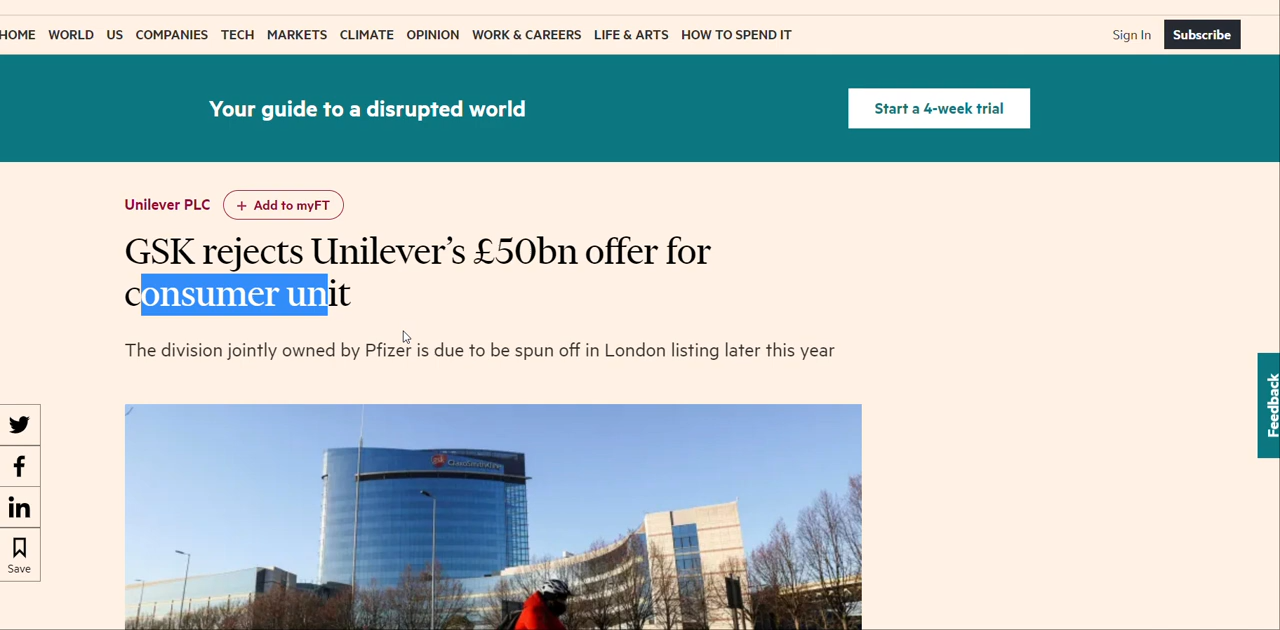 HOME WORLD US COMPANIES TECH MARKETS CLIMATE OPINION WORK & CAREERS LIFE & ARTS HOW TO SPEND IT Sign In Subscribe
Your guide to a disrupted world Start a 4-week trial
Unilever PLC + Add to myFT
GSK rejects Unilever’s £50bn offer for
consumer unit
The division jointly owned by Pfizer is due to be spun off in London listing later this year
Feedback
GlaxoSmithKline
Save